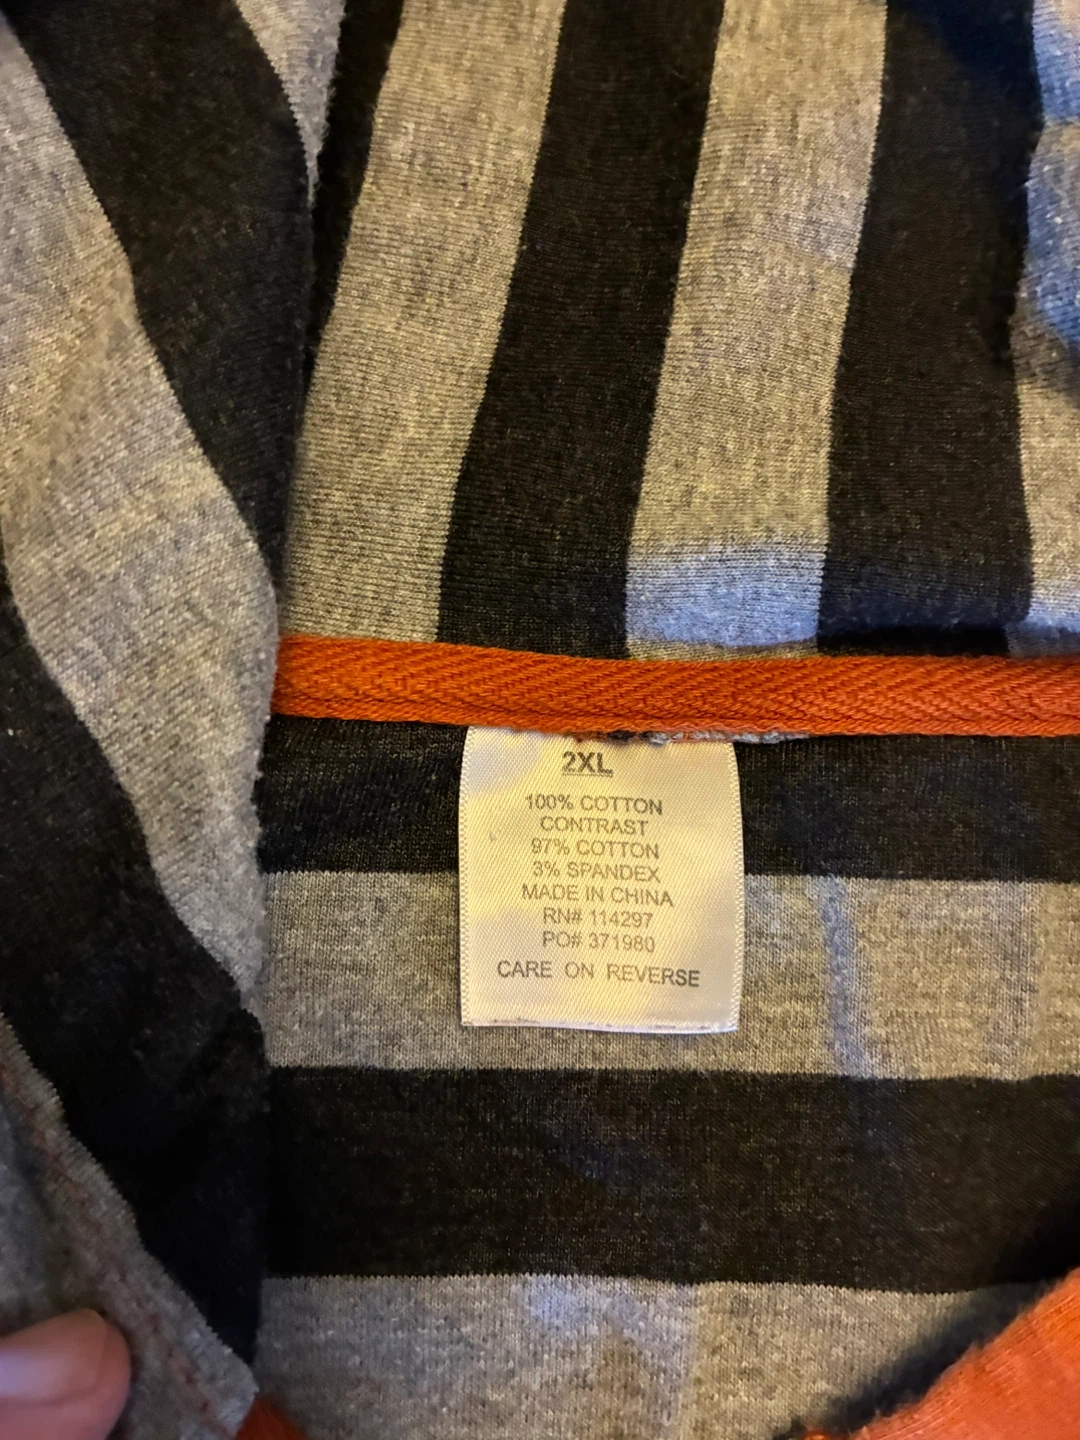 2XL
100% COTTON
CONTRAST
97% COTTON
3% SPANDEX
MADE IN CHINA
RN# 114297
PO# 371980
CARE ON REVERSE